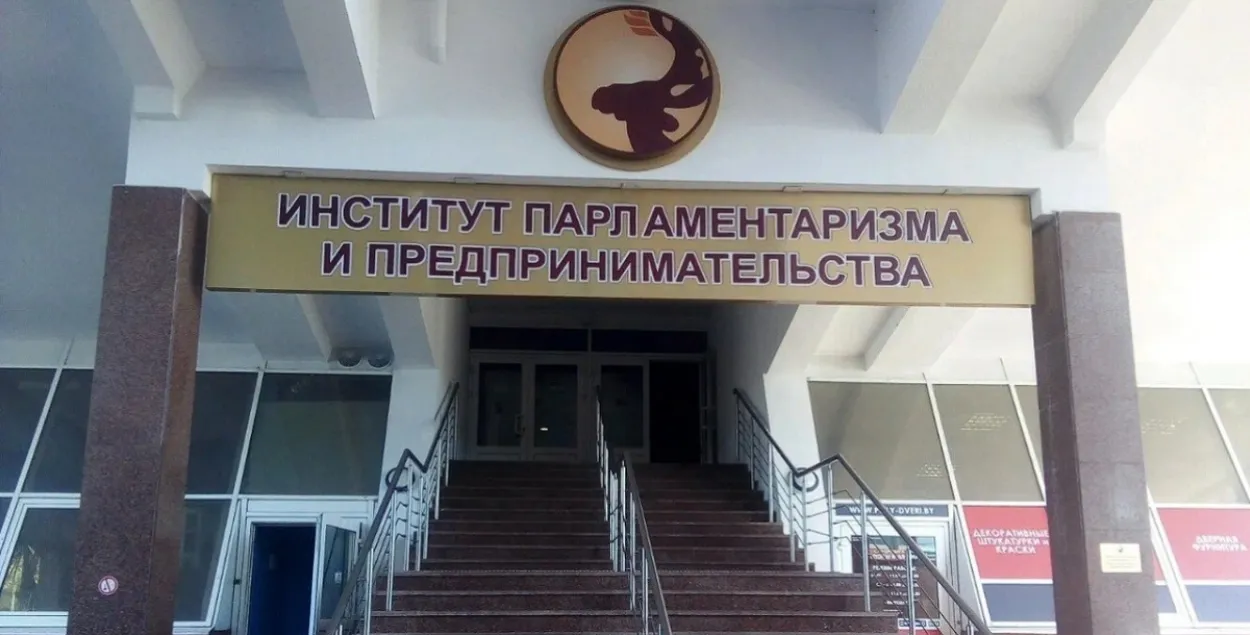 ИНСТИТУТ ПАРЛАМЕНТАРИЗМА
И ПРЕДПРИНИМАТЕЛЬСТВА
ДЕКОРАТИВНЫЕ
ШТУКАТУРКИ И
КРАСКИ
ДВЕРНАЯ
ФУРНИТУРА